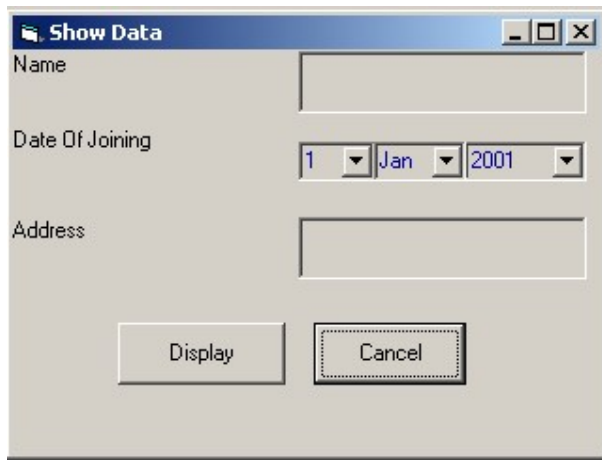 Show Data
Name
Date Of Joining
1 Jan 2001
Address
Display Cancel